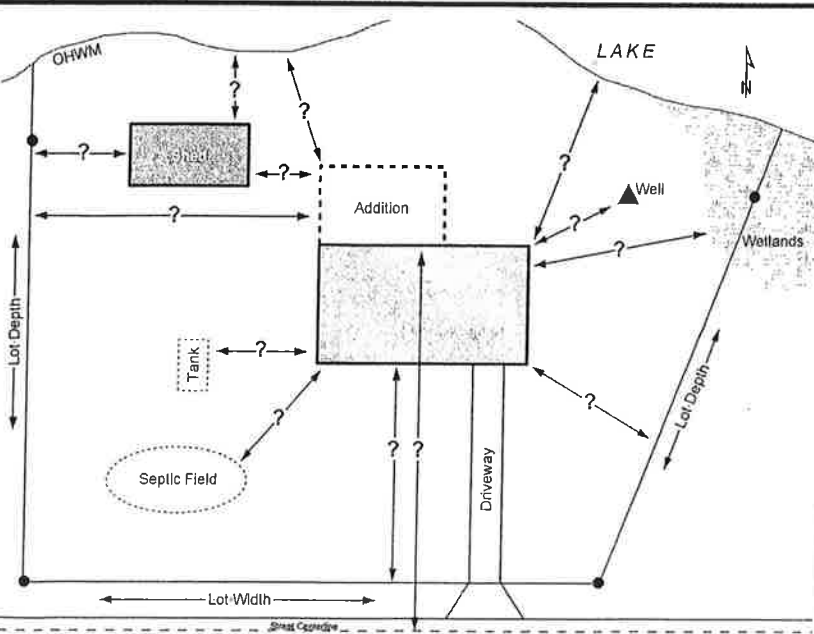 LAKE
OHWM
N
?
?
?
Shed
?
?
?
Well
?
Addition
?
?
Wetlands
Lot Depth
Tank
?
?
Lot Depth
?
? ?
Septic Field
Driveway
Lot Width
Street Centerline